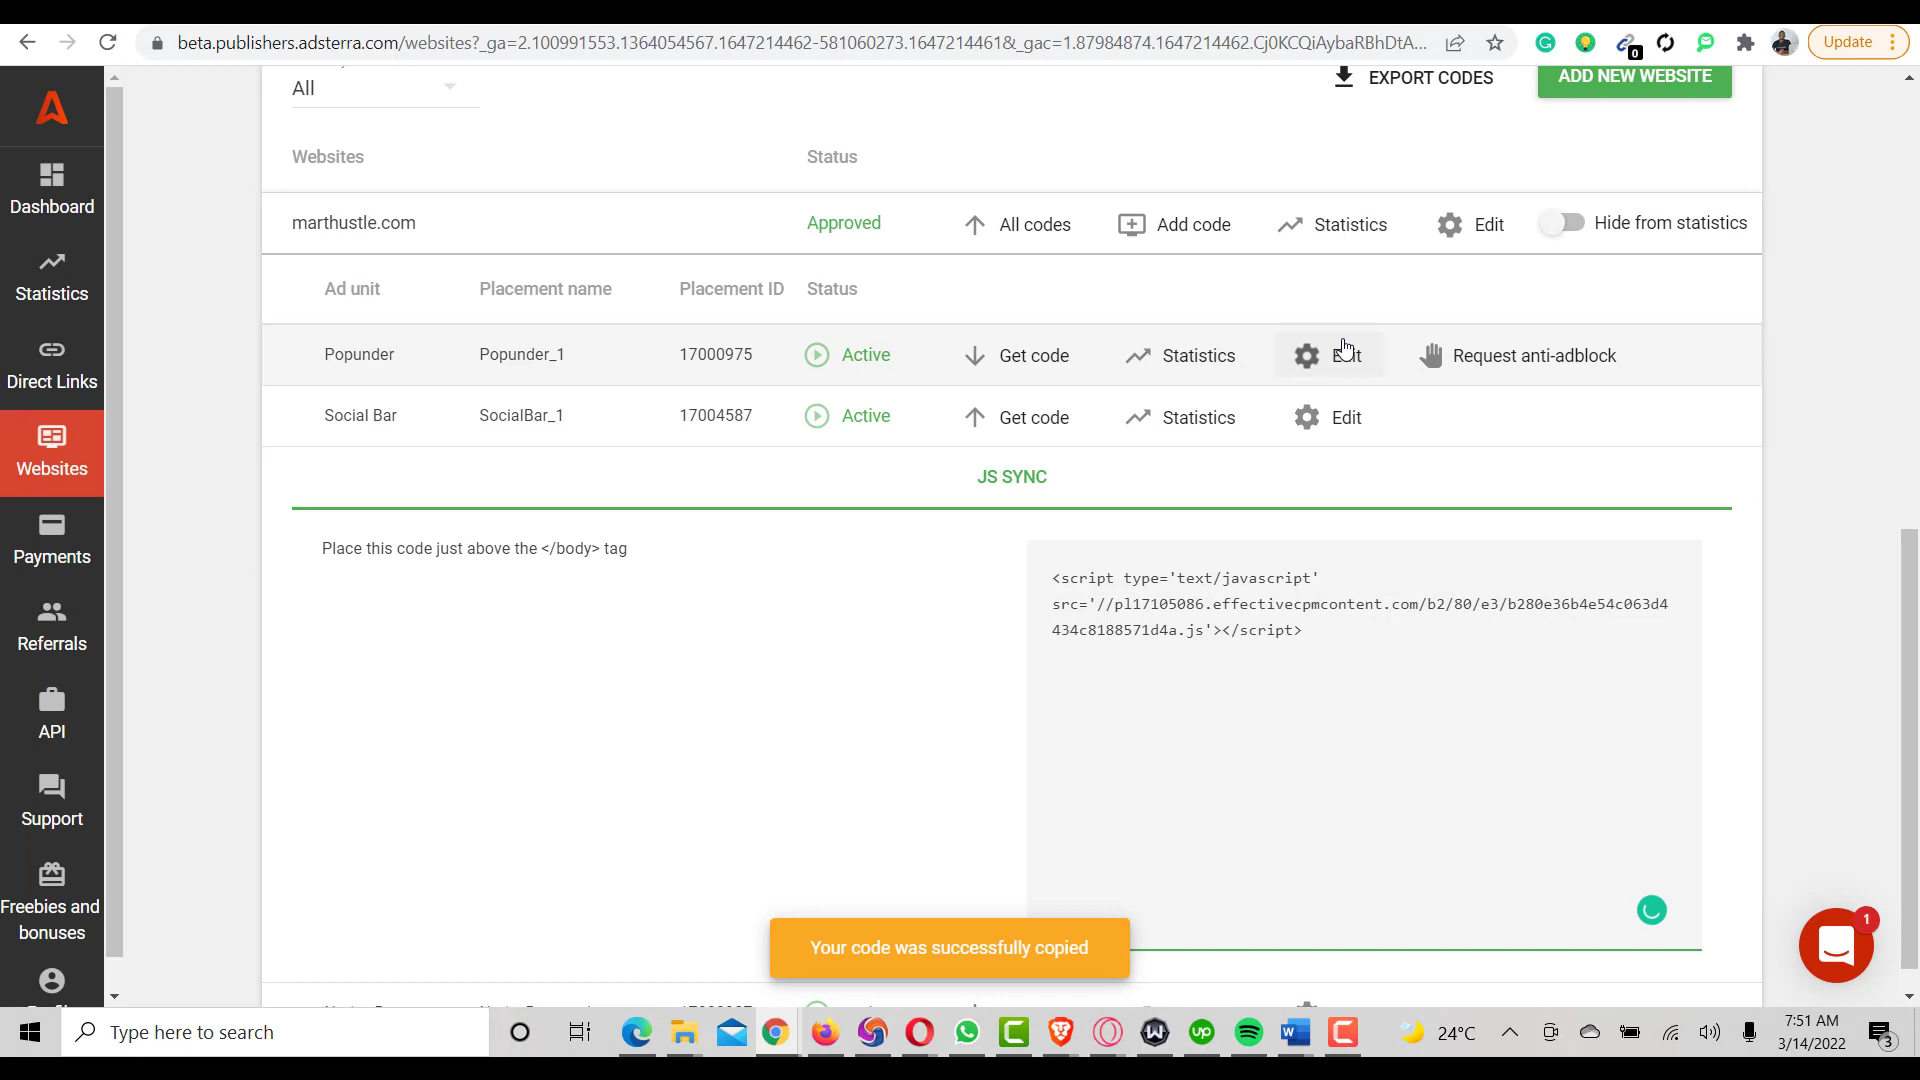 beta.publishers.adsterra.com/websites?_ga=2.100991553.1364054567.1647214462-581060273.1647214461&_gac=1.87984874.1647214462.Cj0KCQiAybaRBhDtA...
0
Update
All
EXPORT CODES
ADD NEW WEBSITE
Dashboard
Statistics
Direct Links
Websites
Payments
Referrals
API
Support
Freebies and
bonuses
Websites Status
marthustle.com Approved All codes Add code Statistics Edit Hide from statistics
Ad unit Placement name Placement ID Status
Popunder Popunder_1 17000975 Active Get code Statistics Edit Request anti-adblock
Social Bar SocialBar_1 17004587 Active Get code Statistics Edit
JS SYNC
Place this code just above the </body> tag
<script type='text/javascript'
src='//pl17105086.effectivecpmcontent.com/b2/80/e3/b280e36b4e54c063d4
434c8188571d4a.js'></script>
Your code was successfully copied
1
Type here to search
24°C
7:51 AM
3/14/2022
3